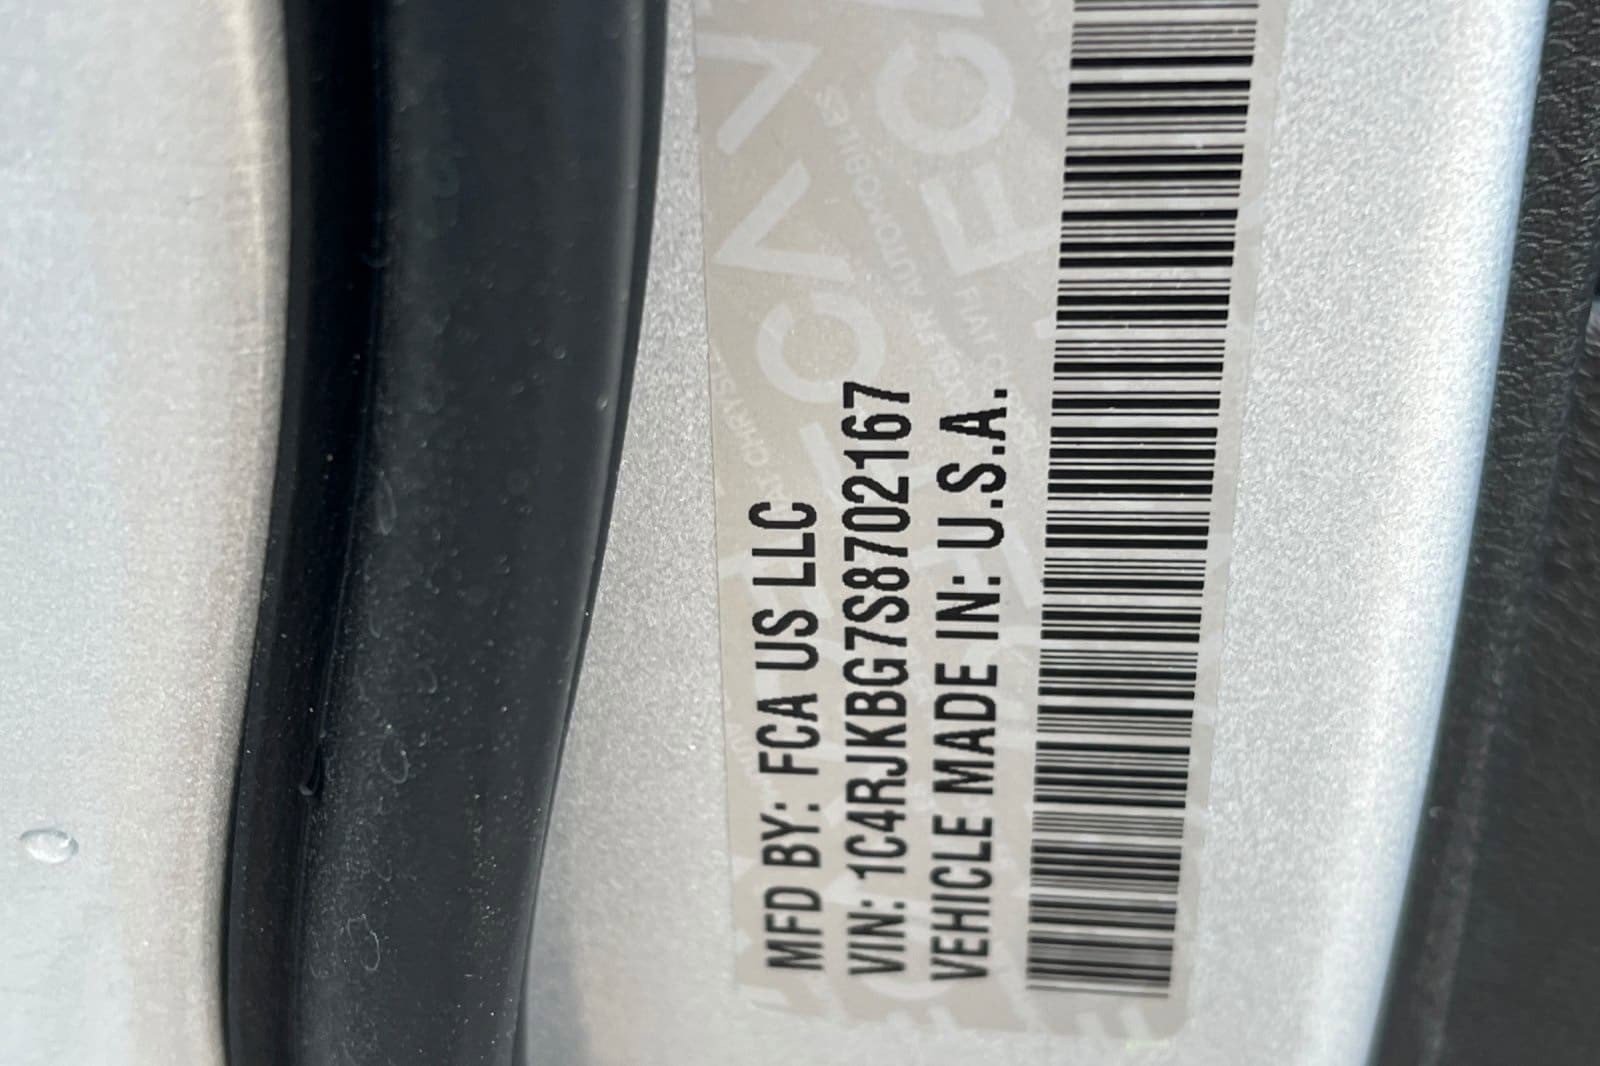 MFD BY: FCA US LLC
VIN: 1C4RJKBG7S8702167
VEHICLE MADE IN: U.S.A.